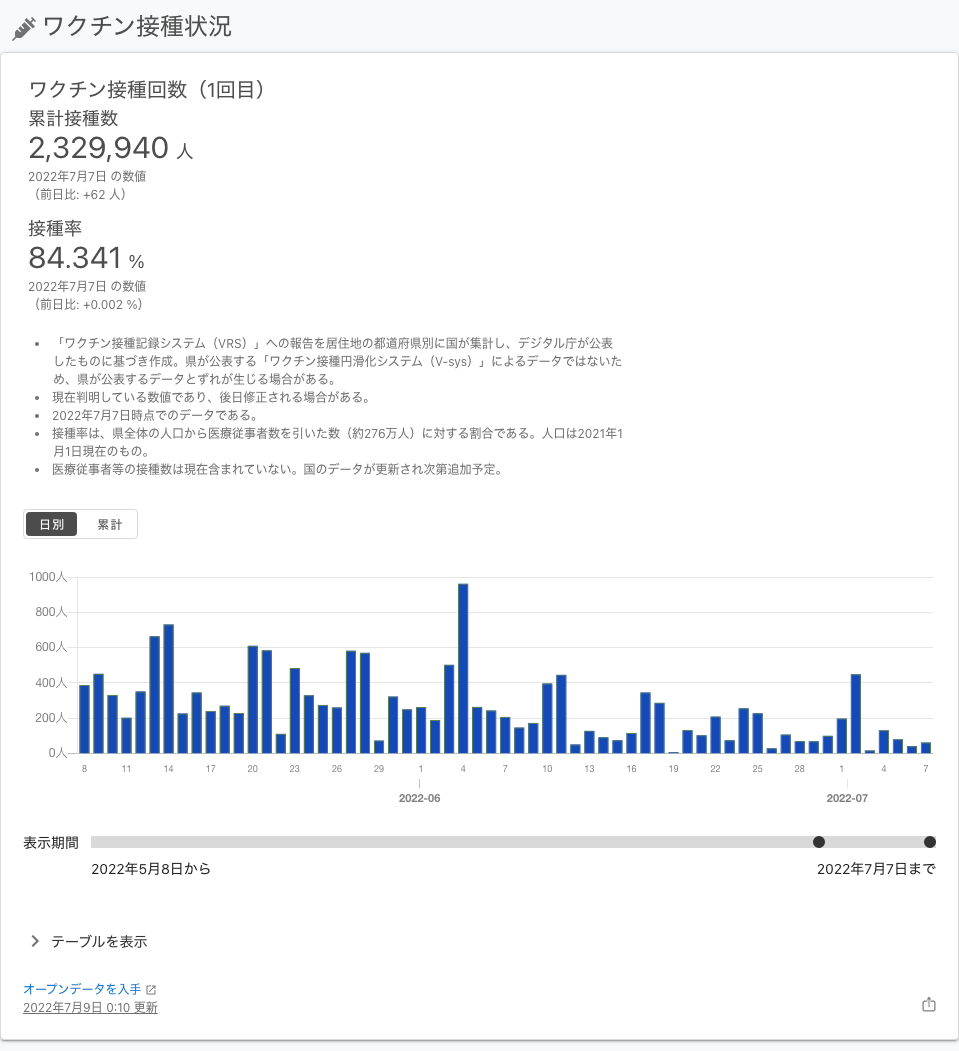 ワクチン接種状況
ワクチン接種回数（1回目）
累計接種数
2,329,940 人
2022年7月7日 の数値
（前日比: +62 人）
接種率
84.341 %
2022年7月7日 の数値
（前日比: +0.002 %）
• 「ワクチン接種記録システム（VRS）」への報告を居住地の都道府県別に国が集計し、デジタル庁が公表
したものに基づき作成。県が公表する「ワクチン接種円滑化システム（V-sys）」によるデータではないた
め、県が公表するデータとずれが生じる場合がある。
• 現在判明している数値であり、後日修正される場合がある。
• 2022年7月7日時点でのデータである。
• 接種率は、県全体の人口から医療従事者数を引いた数（約276万人）に対する割合である。人口は2021年1
月1日現在のもの。
• 医療従事者等の接種数は現在含まれていない。国のデータが更新され次第追加予定。
日別 累計
1000人
800人
600人
400人
200人
0人
8 11 14 17 20 23 26 29 1 4 7 10 13 16 19 22 25 28 1 4 7
2022-06 2022-07
表示期間
2022年5月8日から 2022年7月7日まで
テーブルを表示
オープンデータを入手
2022年7月9日 0:10 更新